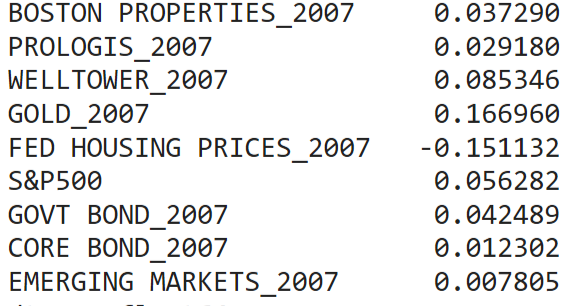 BOSTON PROPERTIES_2007 0.037290
PROLOGIS_2007 0.029180
WELLTOWER_2007 0.085346
GOLD_2007 0.166960
FED HOUSING PRICES_2007 -0.151132
S&P500 0.056282
GOVT BOND_2007 0.042489
CORE BOND_2007 0.012302
EMERGING MARKETS_2007 0.007805